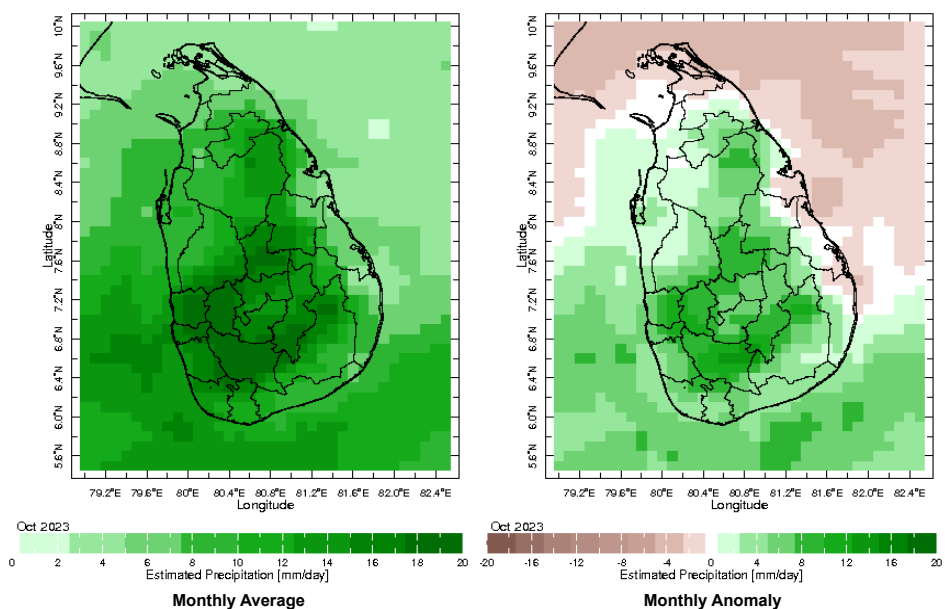 10°N 9.6°N 9.2°N 8.8°N 8.4°N 8°N 7.6°N 7.2°N 6.8°N 6.4°N 6.0°N 5.6°N
Latitude
79.2°E 79.6°E 80°E 80.4°E 80.8°E 81.2°E 81.6°E 82.0°E 82.4°E
Longitude
Oct 2023
0 2 4 6 8 10 12 14 16 18 20
Estimated Precipitation [mm/day]
Monthly Average
10°N 9.6°N 9.2°N 8.8°N 8.4°N 8°N 7.6°N 7.2°N 6.8°N 6.4°N 6.0°N 5.6°N
Latitude
79.2°E 79.6°E 80°E 80.4°E 80.8°E 81.2°E 81.6°E 82.0°E 82.4°E
Longitude
Oct 2023
-20 -16 -12 -8 -4 0 4 8 12 16 20
Estimated Precipitation [mm/day]
Monthly Anomaly